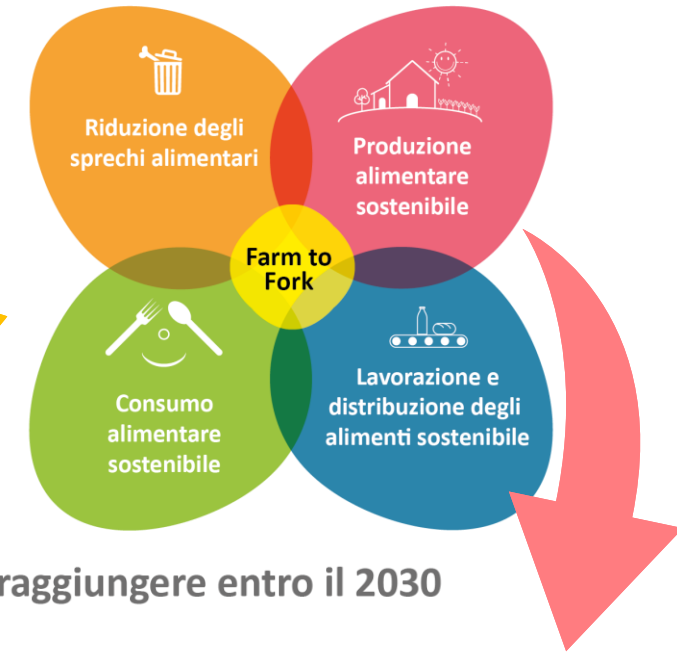 Riduzione degli
sprechi alimentari
Produzione
alimentare
sostenibile
Farm to
Fork
Consumo
alimentare
sostenibile
Lavorazione e
distribuzione degli
alimenti sostenibile
raggiungere entro il 2030